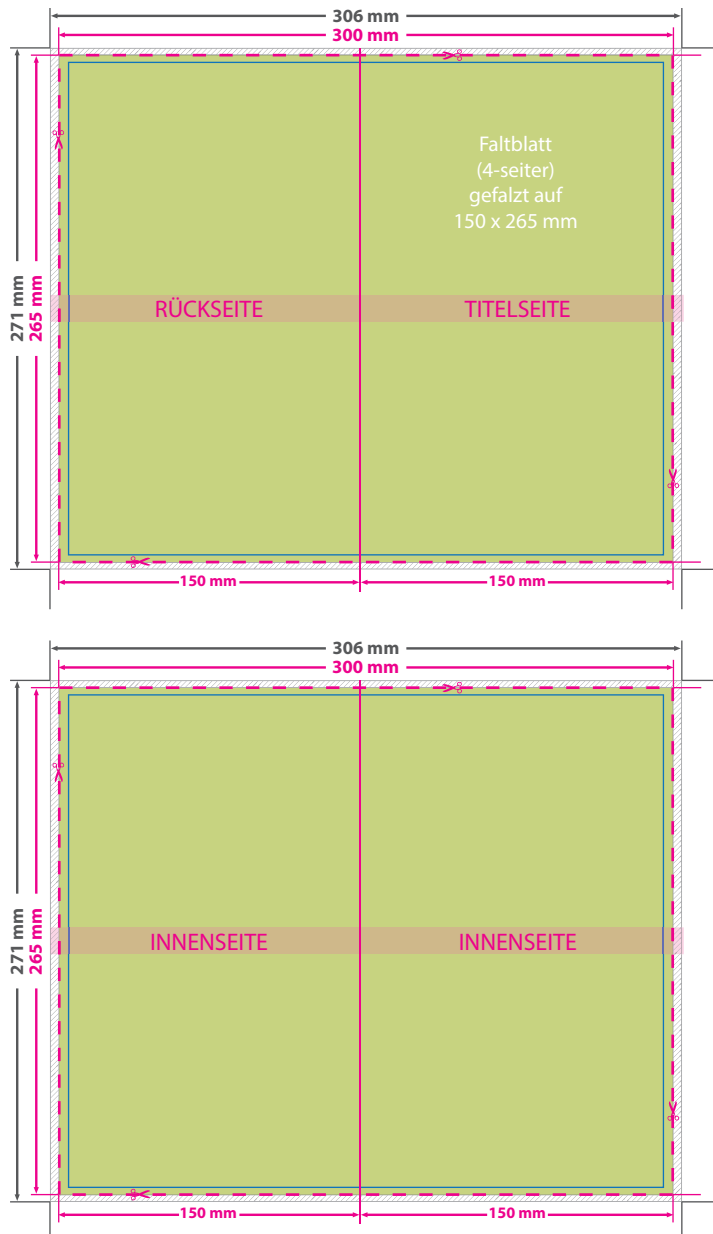 306 mm
300 mm
Faltblatt
(4-seiter)
gefalzt auf
150 x 265 mm
271 mm
265 mm
RÜCKSEITE
TITELSEITE
150 mm
150 mm
306 mm
300 mm
271 mm
265 mm
INNENSEITE
INNENSEITE
150 mm
150 mm